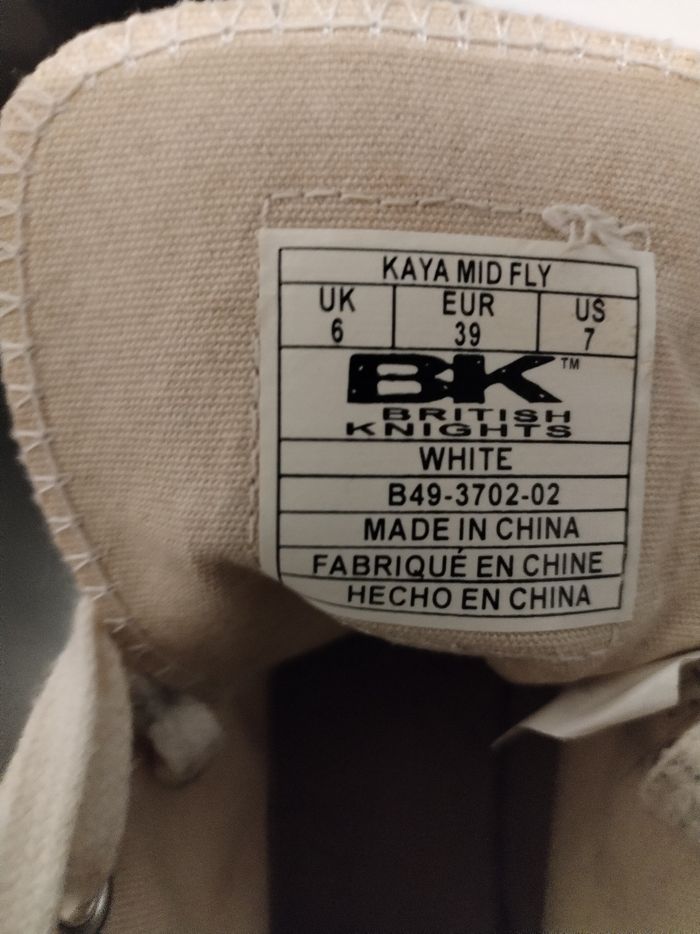 KAYA MID FLY
UK EUR US
6 39 7
BK™
BRITISH
KNIGHTS
WHITE
B49-3702-02
MADE IN CHINA
FABRIQUÉ EN CHINE
HECHO EN CHINA